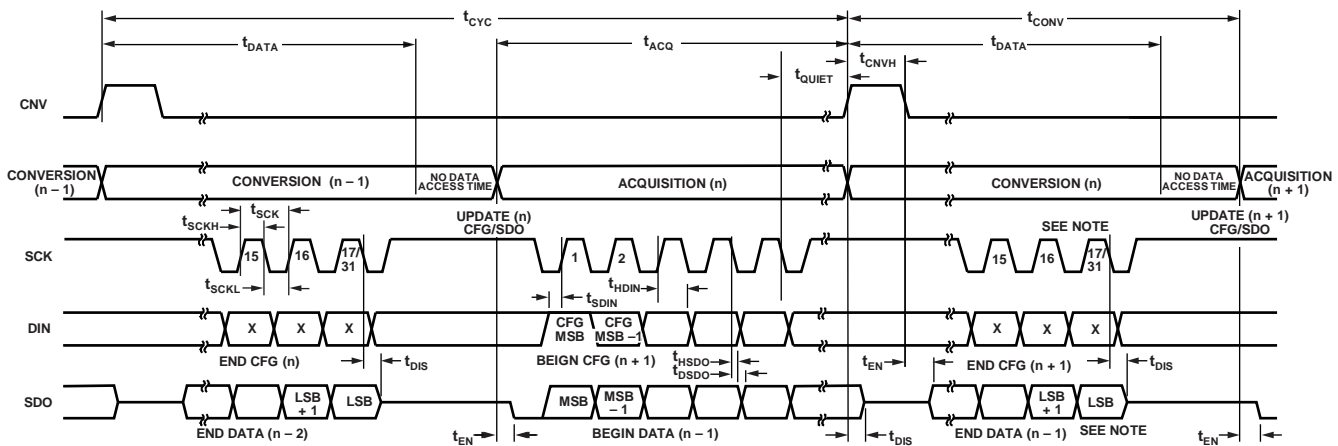 tCYC
tCONV
tDATA
tACQ
tDATA
tCNVH
tQUIET
CNV
CONVERSION
(n – 1)
CONVERSION (n – 1)
NO DATA
ACCESS TIME
ACQUISITION (n)
CONVERSION (n)
NO DATA
ACCESS TIME
ACQUISITION
(n + 1)
tSCK
tSCKH
UPDATE (n)
CFG/SDO
SEE NOTE
UPDATE (n + 1)
CFG/SDO
SCK
15
16
17/
31
1
2
15
16
17/
31
tSCKL
tHDIN
tSDIN
DIN
X
X
X
CFG
MSB
CFG
MSB –1
X
X
X
END CFG (n)
tDIS
BEIGN CFG (n + 1)
tHSDO
tDSDO
tEN
END CFG (n + 1)
tDIS
SDO
LSB
+ 1
LSB
MSB
MSB
–1
LSB
+ 1
LSB
END DATA (n – 2)
tEN
BEGIN DATA (n – 1)
tDIS
END DATA (n – 1)
SEE NOTE
tEN